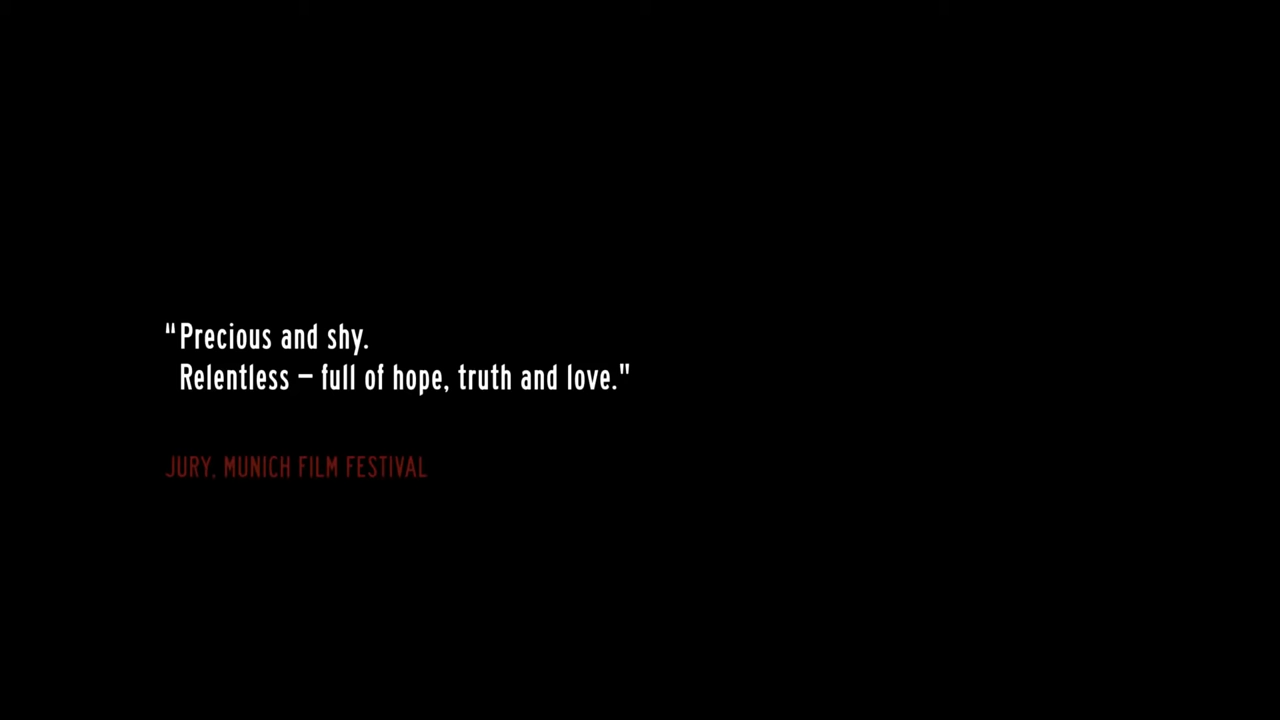 “Precious and shy.
Relentless – full of hope, truth and love."
JURY, MUNICH FILM FESTIVAL